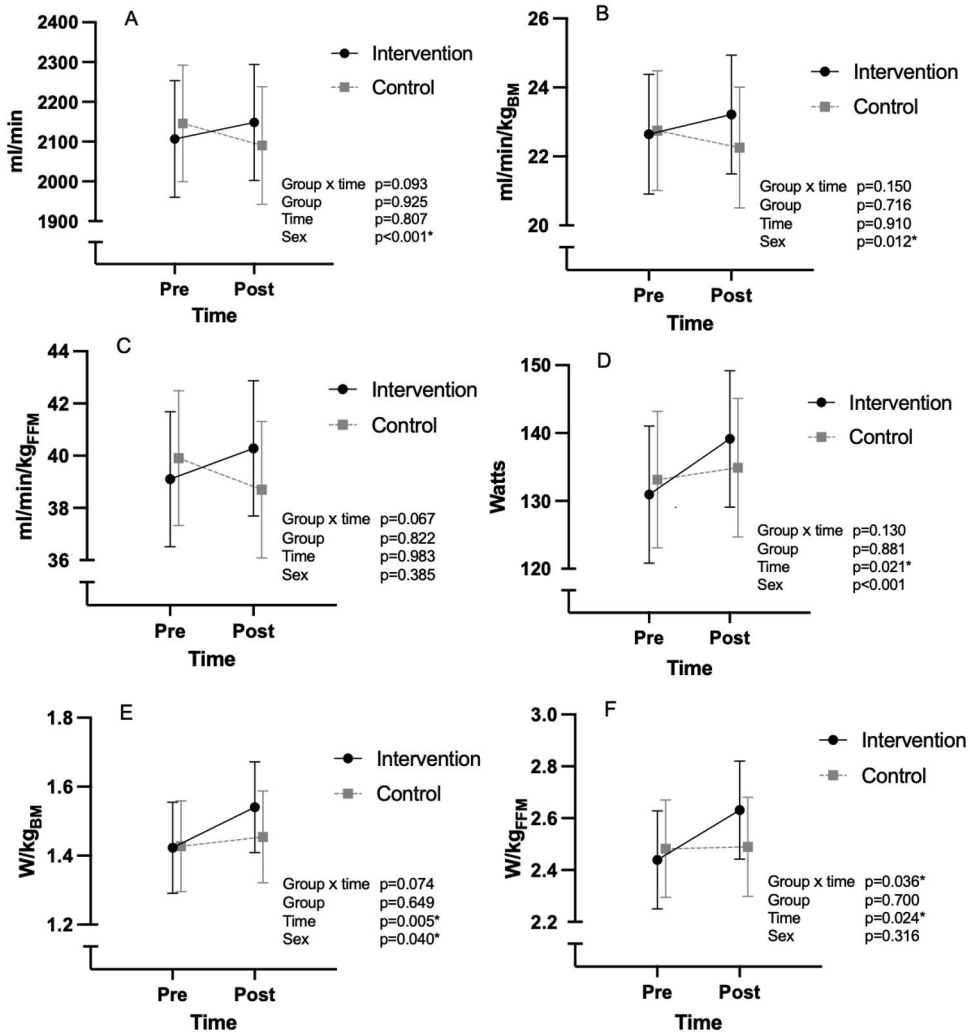 A
2400
2300
2200
2100
2000
1900
ml/min
Intervention
Control
Group x time p=0.093
Group p=0.925
Time p=0.807
Sex p<0.001*
Pre Post
Time
B
26
24
22
20
ml/min/kgBM
Intervention
Control
Group x time p=0.150
Group p=0.716
Time p=0.910
Sex p=0.012*
Pre Post
Time
C
44
42
40
38
36
ml/min/kgFFM
Intervention
Control
Group x time p=0.067
Group p=0.822
Time p=0.983
Sex p=0.385
Pre Post
Time
D
150
140
130
120
Watts
Intervention
Control
Group x time p=0.130
Group p=0.881
Time p=0.021*
Sex p<0.001
Pre Post
Time
E
1.8
1.6
1.4
1.2
W/kgBM
Intervention
Control
Group x time p=0.074
Group p=0.649
Time p=0.005*
Sex p=0.040*
Pre Post
Time
F
3.0
2.8
2.6
2.4
2.2
W/kgFFM
Intervention
Control
Group x time p=0.036*
Group p=0.700
Time p=0.024*
Sex p=0.316
Pre Post
Time